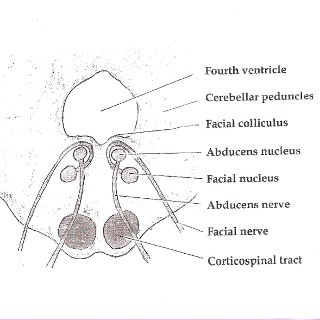 Fourth ventricle
Cerebellar peduncles
Facial colliculus
Abducens nucleus
Facial nucleus
Abducens nerve
Facial nerve
Corticospinal tract